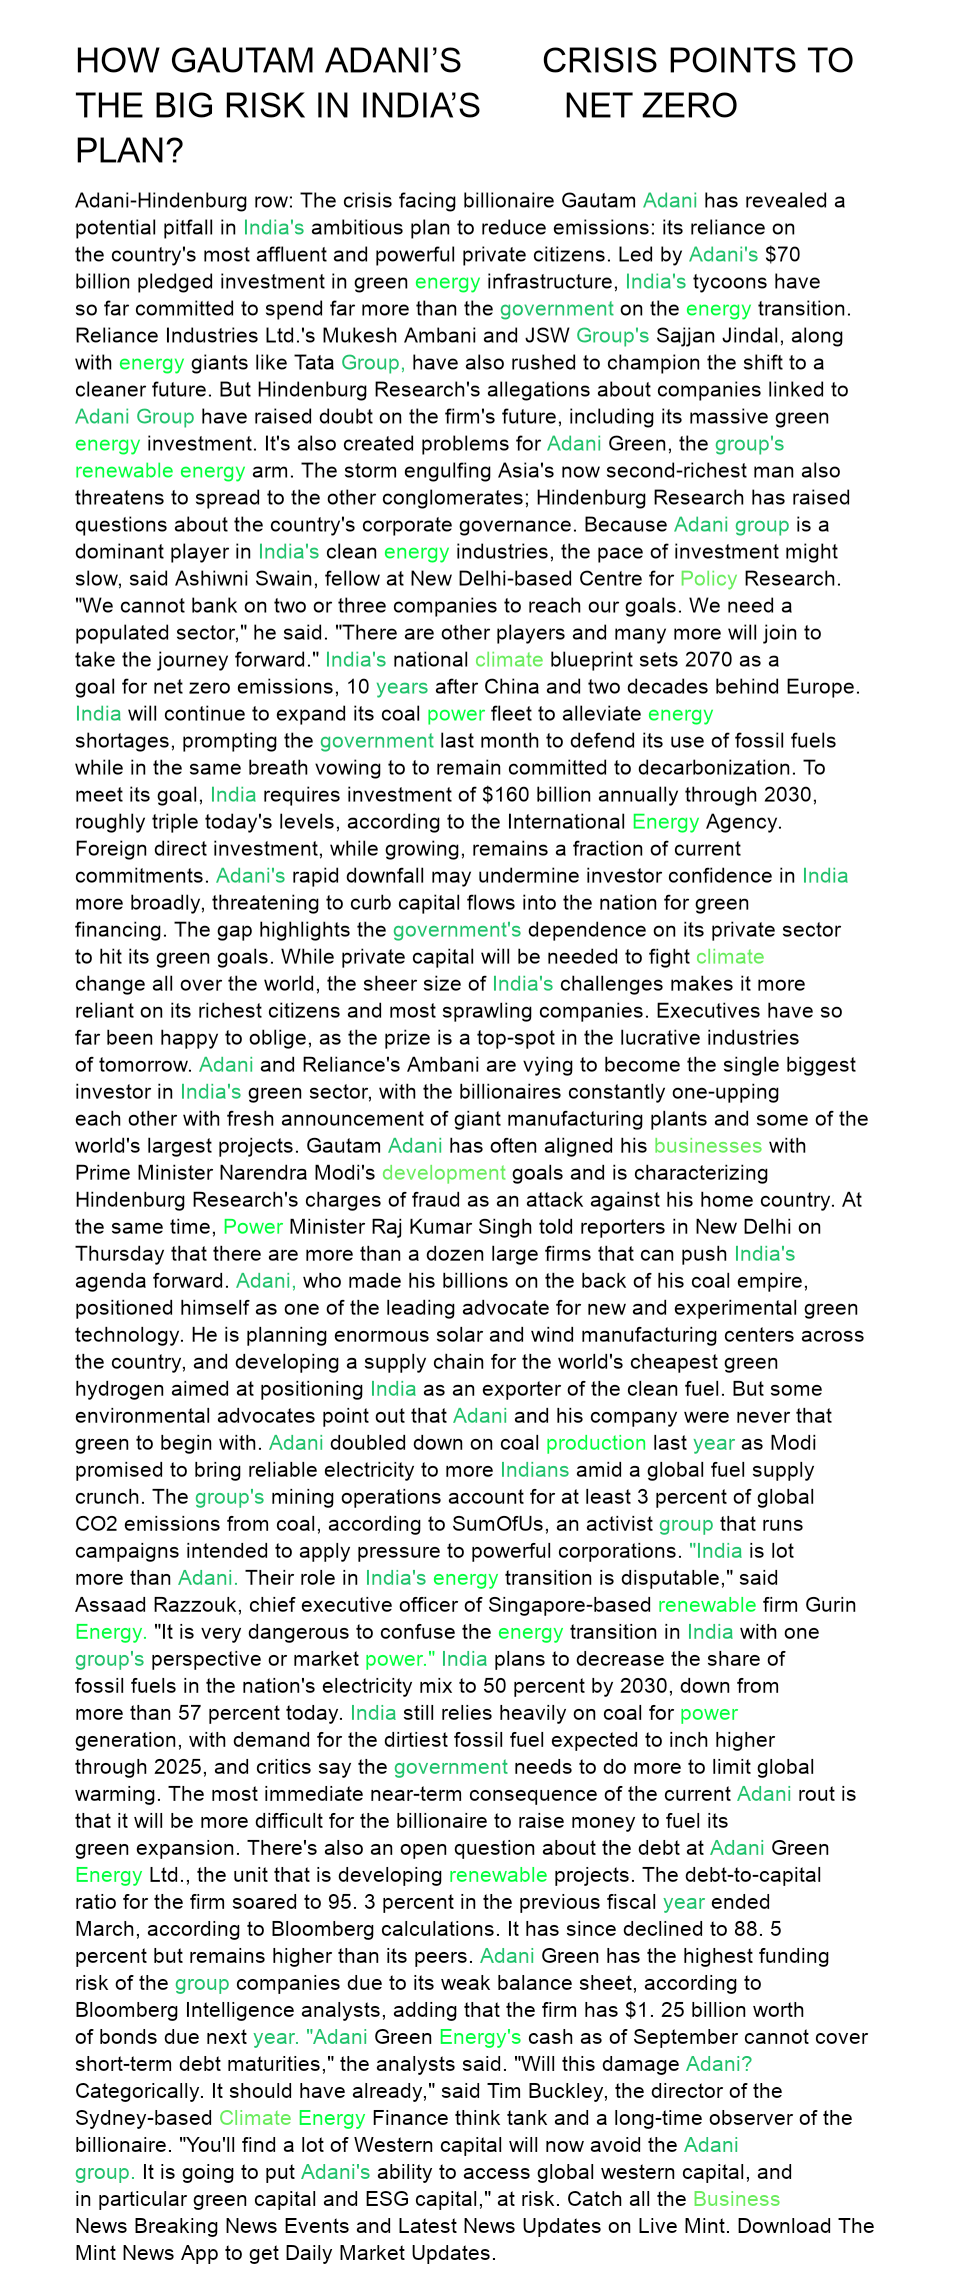 HOW GAUTAM ADANI’S CRISIS POINTS TO
THE BIG RISK IN INDIA’S NET ZERO
PLAN?
Adani-Hindenburg row: The crisis facing billionaire Gautam Adani has revealed a
potential pitfall in India's ambitious plan to reduce emissions: its reliance on
the country's most affluent and powerful private citizens. Led by Adani's $70
billion pledged investment in green energy infrastructure, India's tycoons have
so far committed to spend far more than the government on the energy transition.
Reliance Industries Ltd.'s Mukesh Ambani and JSW Group's Sajjan Jindal, along
with energy giants like Tata Group, have also rushed to champion the shift to a
cleaner future. But Hindenburg Research's allegations about companies linked to
Adani Group have raised doubt on the firm's future, including its massive green
energy investment. It's also created problems for Adani Green, the group's
renewable energy arm. The storm engulfing Asia's now second-richest man also
threatens to spread to the other conglomerates; Hindenburg Research has raised
questions about the country's corporate governance. Because Adani group is a
dominant player in India's clean energy industries, the pace of investment might
slow, said Ashiwni Swain, fellow at New Delhi-based Centre for Policy Research.
"We cannot bank on two or three companies to reach our goals. We need a
populated sector," he said. "There are other players and many more will join to
take the journey forward." India's national climate blueprint sets 2070 as a
goal for net zero emissions, 10 years after China and two decades behind Europe.
India will continue to expand its coal power fleet to alleviate energy
shortages, prompting the government last month to defend its use of fossil fuels
while in the same breath vowing to to remain committed to decarbonization. To
meet its goal, India requires investment of $160 billion annually through 2030,
roughly triple today's levels, according to the International Energy Agency.
Foreign direct investment, while growing, remains a fraction of current
commitments. Adani's rapid downfall may undermine investor confidence in India
more broadly, threatening to curb capital flows into the nation for green
financing. The gap highlights the government's dependence on its private sector
to hit its green goals. While private capital will be needed to fight climate
change all over the world, the sheer size of India's challenges makes it more
reliant on its richest citizens and most sprawling companies. Executives have so
far been happy to oblige, as the prize is a top-spot in the lucrative industries
of tomorrow. Adani and Reliance's Ambani are vying to become the single biggest
investor in India's green sector, with the billionaires constantly one-upping
each other with fresh announcement of giant manufacturing plants and some of the
world's largest projects. Gautam Adani has often aligned his businesses with
Prime Minister Narendra Modi's development goals and is characterizing
Hindenburg Research's charges of fraud as an attack against his home country. At
the same time, Power Minister Raj Kumar Singh told reporters in New Delhi on
Thursday that there are more than a dozen large firms that can push India's
agenda forward. Adani, who made his billions on the back of his coal empire,
positioned himself as one of the leading advocate for new and experimental green
technology. He is planning enormous solar and wind manufacturing centers across
the country, and developing a supply chain for the world's cheapest green
hydrogen aimed at positioning India as an exporter of the clean fuel. But some
environmental advocates point out that Adani and his company were never that
green to begin with. Adani doubled down on coal production last year as Modi
promised to bring reliable electricity to more Indians amid a global fuel supply
crunch. The group's mining operations account for at least 3 percent of global
CO2 emissions from coal, according to SumOfUs, an activist group that runs
campaigns intended to apply pressure to powerful corporations. "India is lot
more than Adani. Their role in India's energy transition is disputable," said
Assaad Razzouk, chief executive officer of Singapore-based renewable firm Gurin
Energy. "It is very dangerous to confuse the energy transition in India with one
group's perspective or market power." India plans to decrease the share of
fossil fuels in the nation's electricity mix to 50 percent by 2030, down from
more than 57 percent today. India still relies heavily on coal for power
generation, with demand for the dirtiest fossil fuel expected to inch higher
through 2025, and critics say the government needs to do more to limit global
warming. The most immediate near-term consequence of the current Adani rout is
that it will be more difficult for the billionaire to raise money to fuel its
green expansion. There's also an open question about the debt at Adani Green
Energy Ltd., the unit that is developing renewable projects. The debt-to-capital
ratio for the firm soared to 95. 3 percent in the previous fiscal year ended
March, according to Bloomberg calculations. It has since declined to 88. 5
percent but remains higher than its peers. Adani Green has the highest funding
risk of the group companies due to its weak balance sheet, according to
Bloomberg Intelligence analysts, adding that the firm has $1. 25 billion worth
of bonds due next year. "Adani Green Energy's cash as of September cannot cover
short-term debt maturities," the analysts said. "Will this damage Adani?
Categorically. It should have already," said Tim Buckley, the director of the
Sydney-based Climate Energy Finance think tank and a long-time observer of the
billionaire. "You'll find a lot of Western capital will now avoid the Adani
group. It is going to put Adani's ability to access global western capital, and
in particular green capital and ESG capital," at risk. Catch all the Business
News Breaking News Events and Latest News Updates on Live Mint. Download The
Mint News App to get Daily Market Updates.